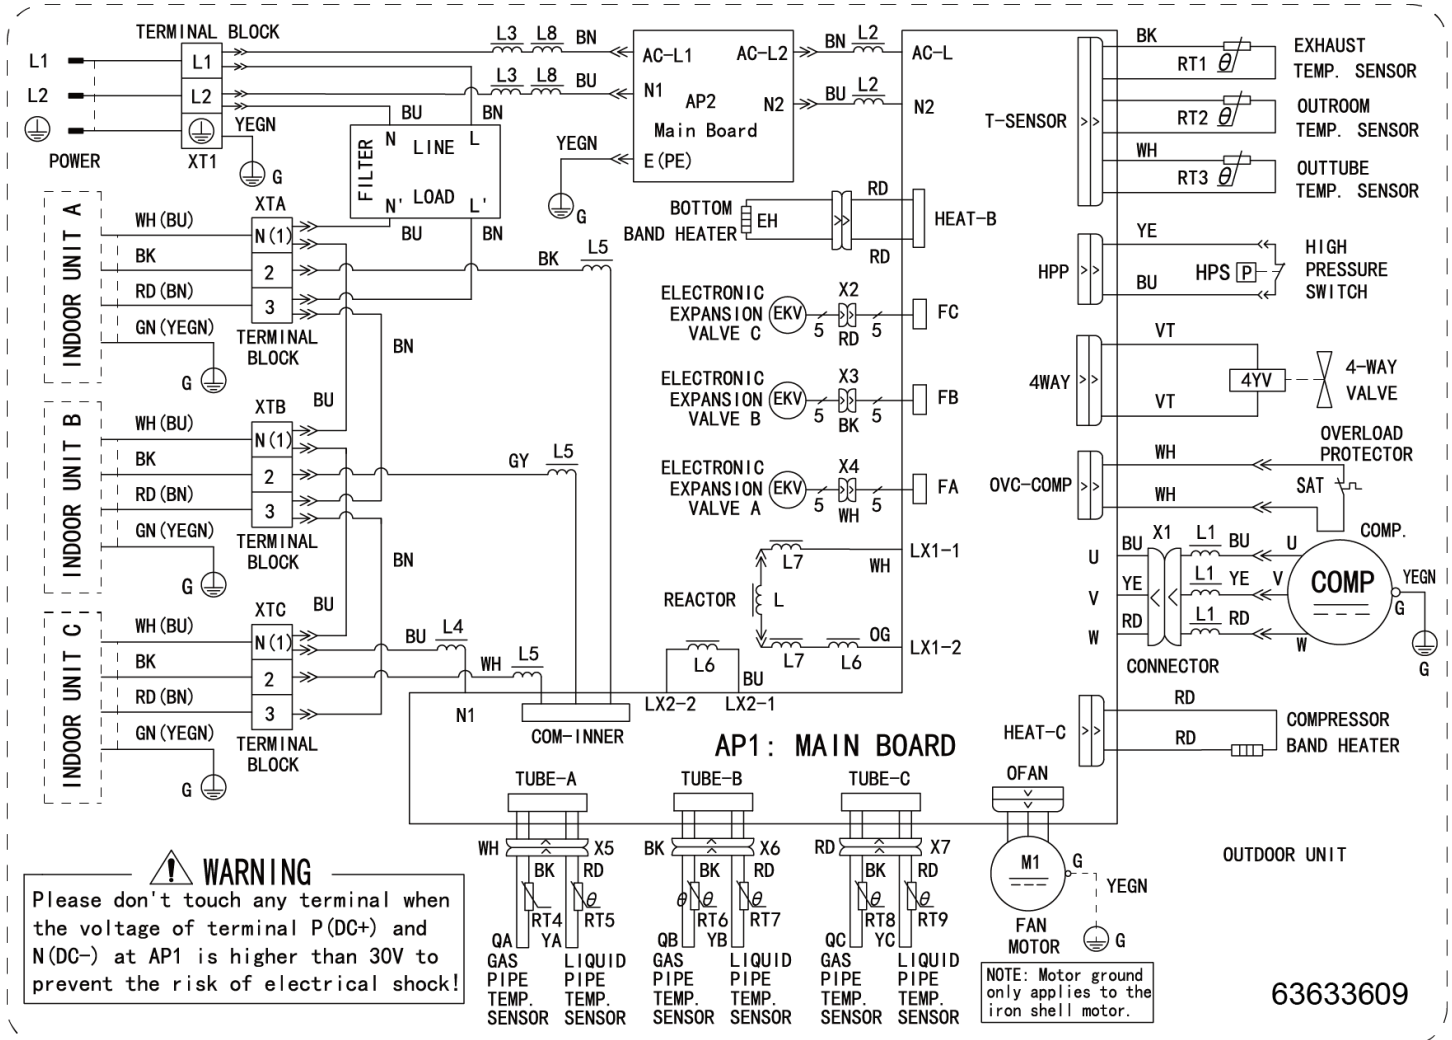 TERMINAL BLOCK
L1
L2
POWER
L1
L2
XT1
YEGN
G
L3 L8 BN
L3 L8 BU
BU
BN
FILTER
N LINE L
N' LOAD L'
BU
BN
AC-L1
AC-L2
N1
AP2
N2
Main Board
E(PE)
YEGN
G
BN L2
BU L2
AC-L
N2
T-SENSOR
BK
RT1 θ
EXHAUST
TEMP. SENSOR
RT2 θ
OUTROOM
TEMP. SENSOR
WH
RT3 θ
OUTTUBE
TEMP. SENSOR
INDOOR UNIT A
WH(BU)
BK
RD(BN)
GN(YEGN)
G
XTA
N(1)
2
3
TERMINAL
BLOCK
BK
L5
BN
BU
BOTTOM
BAND HEATER
EH
RD
RD
HEAT-B
HPP
YE
BU
HPS P
HIGH
PRESSURE
SWITCH
ELECTRONIC
EXPANSION
VALVE C
EKV
5
X2
RD
5
FC
4WAY
VT
VT
4YV
4-WAY
VALVE
ELECTRONIC
EXPANSION
VALVE B
EKV
5
X3
BK
5
FB
INDOOR UNIT B
WH(BU)
BK
RD(BN)
GN(YEGN)
G
XTB
N(1)
2
3
TERMINAL
BLOCK
GY
L5
BN
BU
ELECTRONIC
EXPANSION
VALVE A
EKV
5
X4
WH
5
FA
OVC-COMP
WH
WH
SAT
OVERLOAD
PROTECTOR
REACTOR
L7
L
WH
LX1-1
L7
L6
OG
LX1-2
L6
BU
LX2-2
LX2-1
U
V
W
BU
YE
RD
X1
CONNECTOR
L1 BU U
L1 YE V
L1 RD W
COMP.
COMP
YEGN
G
G
INDOOR UNIT C
WH(BU)
BK
RD(BN)
GN(YEGN)
G
XTC
N(1)
2
3
TERMINAL
BLOCK
BU L4
WH L5
N1
COM-INNER
AP1: MAIN BOARD
HEAT-C
RD
RD
COMPRESSOR
BAND HEATER
TUBE-A
WH
X5
BK
RD
RT4
θ
RT5
QA
YA
GAS
PIPE
TEMP.
SENSOR
LIQUID
PIPE
TEMP.
SENSOR
TUBE-B
BK
X6
BK
RD
θ
θ
RT6
θ
RT7
QB
YB
GAS
PIPE
TEMP.
SENSOR
LIQUID
PIPE
TEMP.
SENSOR
TUBE-C
RD
X7
BK
RD
θ
RT8
θ
RT9
QC
YC
GAS
PIPE
TEMP.
SENSOR
LIQUID
PIPE
TEMP.
SENSOR
OFAN
M1
G
YEGN
FAN
MOTOR
G
NOTE: Motor ground
only applies to the
iron shell motor.
OUTDOOR UNIT
WARNING
Please don't touch any terminal when
the voltage of terminal P(DC+) and
N(DC-) at AP1 is higher than 30V to
prevent the risk of electrical shock!
63633609